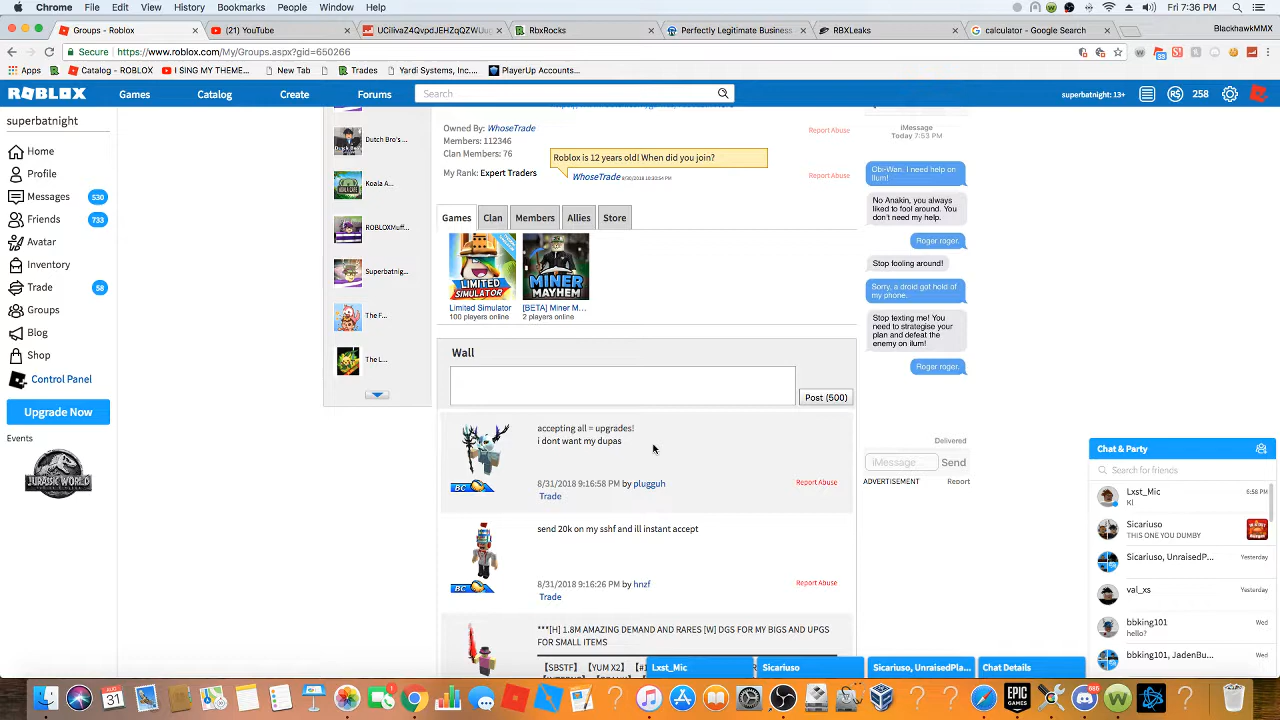 Chrome File Edit View History Bookmarks People Window Help
Fri 7:36 PM
Groups - Roblox
(21) YouTube
RbxRocks
Perfectly Legitimate Business
RBXLeaks
calculator - Google Search
BlackhawkMMX
Secure https://www.roblox.com/My/Groups.aspx?gid=650266
Apps
Catalog - ROBLOX
I SING MY THEME...
New Tab
Trades
Yardi Systems, Inc....
PlayerUp Accounts...
ROBLOX
Games
Catalog
Create
Forums
Search
superbatnight: 13+
258
superbatnight
Home
Profile
Messages 530
Friends 733
Avatar
Inventory
Trade 58
Groups
Blog
Shop
Control Panel
Upgrade Now
Events
JURASSIC WORLD
Dutch Bro's...
Koala A...
ROBLOXMuff...
Superbatnig...
The F...
The L...
Owned By: WhoseTrade
Members: 112346
Clan Members: 76
My Rank: Expert Traders
Report Abuse
Roblox is 12 years old! When did you join?
WhoseTrade
Report Abuse
Games
Clan
Members
Allies
Store
LIMITED
SIMULATOR
MINER
MAYHEM
Limited Simulator
100 players online
[BETA] Miner M...
2 players online
Wall
Post (500)
accepting all = upgrades!
i dont want my dupas
BC
8/31/2018 9:16:58 PM by plugguh
Trade
Report Abuse
send 20k on my sshf and ill instant accept
BC
8/31/2018 9:16:26 PM by hnzf
Trade
Report Abuse
***[H] 1.8M AMAZING DEMAND AND RARES [W] DGS FOR MY BIGS AND UPGS
FOR SMALL ITEMS
iMessage
Today 7:53 PM
Obi-Wan. I need help on
ilum!
No Anakin, you always
liked to fool around. You
don't need my help.
Roger roger.
Stop fooling around!
Sorry, a droid got hold of
my phone.
Stop texting me! You
need to strategise your
plan and defeat the
enemy on ilum!
Roger roger.
Delivered
iMessage
Send
ADVERTISEMENT
Report
Chat & Party
Search for friends
Lxst_Mic
6:58 PM
KI
Sicariuso
THIS ONE YOU DUMBY
Sicariuso, UnraisedP...
Yesterday
val_xs
Yesterday
bbking101
Wed
hello?
bbking101, JadenBu...
Wed
Lxst_Mic
Sicariuso
Sicariuso, UnraisedPla...
Chat Details
EPIC
GAMES